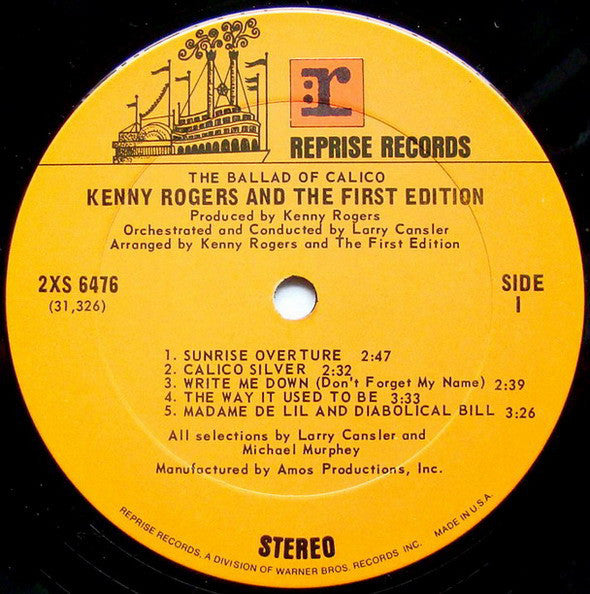 :r
REPRISE RECORDS
THE BALLAD OF CALICO
KENNY ROGERS AND THE FIRST EDITION
Produced by Kenny Rogers
Orchestrated and Conducted by Larry Cansler
Arranged by Kenny Rogers and The First Edition
2XS 6476
(31,326)
SIDE
1
1. SUNRISE OVERTURE 2:47
2. CALICO SILVER 2:32
3. WRITE ME DOWN (Don't Forget My Name) 2:39
4. THE WAY IT USED TO BE 3:33
5. MADAME DE LIL AND DIABOLICAL BILL 3:26
All selections by Larry Cansler and
Michael Murphey
Manufactured by Amos Productions, Inc.
STEREO
REPRISE RECORDS, A DIVISION OF WARNER BROS. RECORDS INC. MADE IN U.S.A.